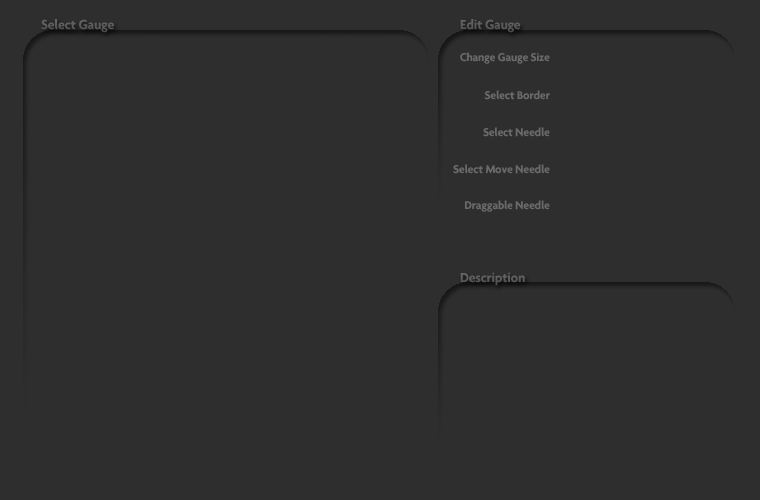 Select Gauge
Edit Gauge
Change Gauge Size
Select Border
Select Needle
Select Move Needle
Draggable Needle
Description